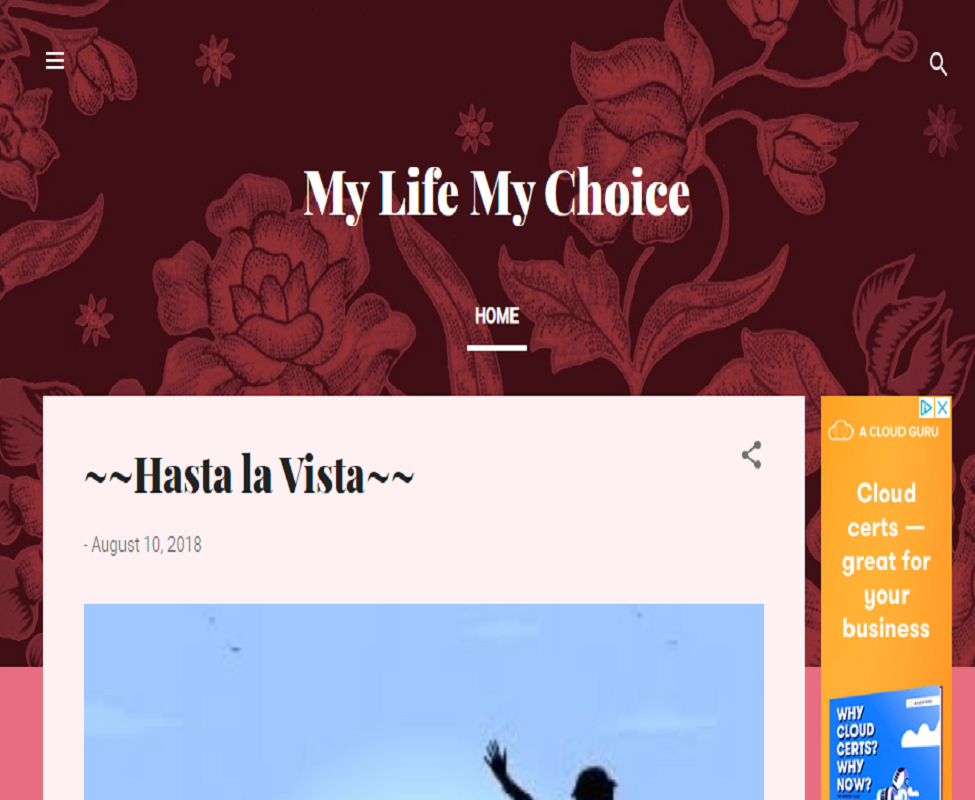 My Life My Choice
HOME
~~Hasta la Vista~~
- August 10, 2018
A CLOUD GURU
Cloud
certs —
great for
your
business
WHY
CLOUD
CERTS?
WHY
NOW?